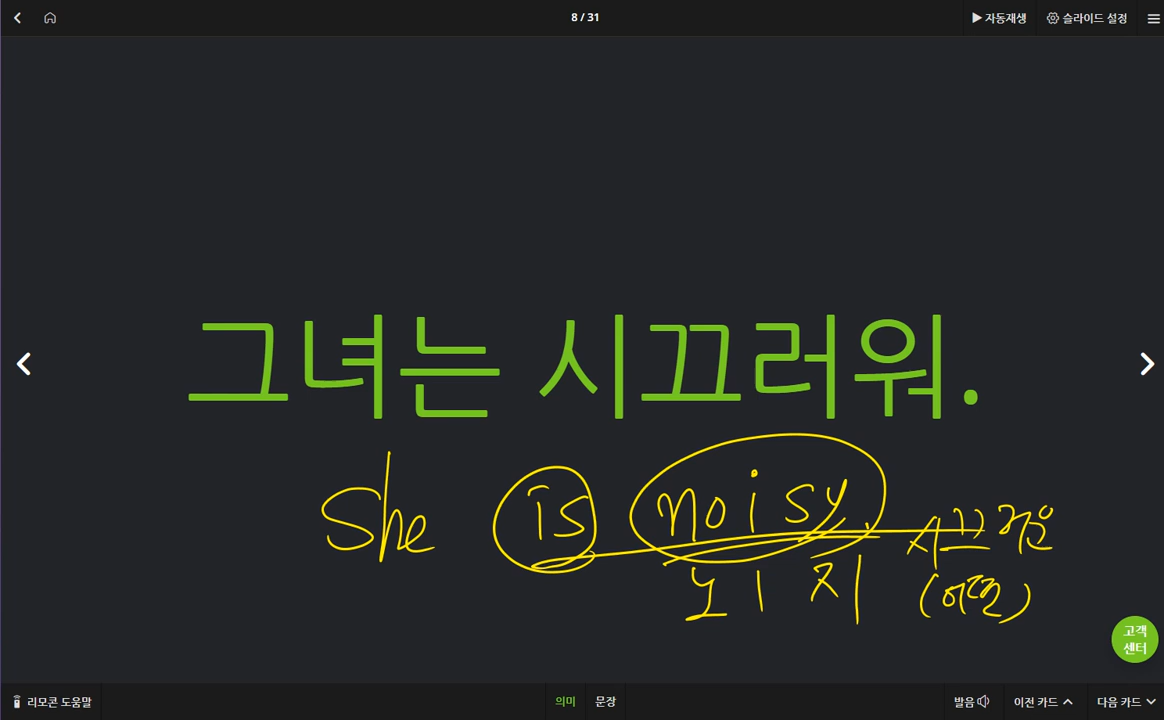 8 / 31
자동재생
슬라이드 설정
그녀는 시끄러워.
She is noisy
시끄러운
노이지
고객
센터
리모콘 도움말
의미
문장
발음
이전 카드
다음 카드